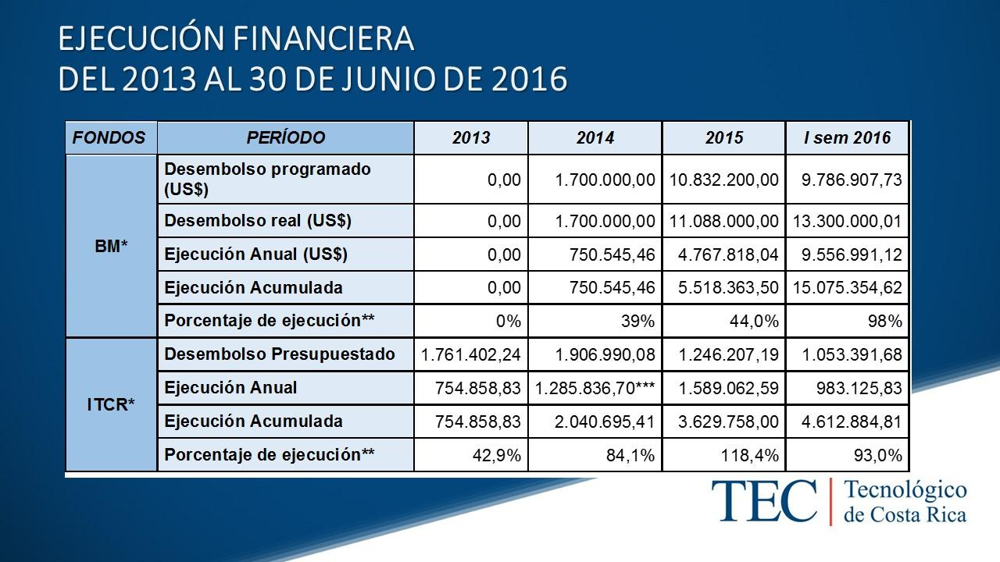 EJECUCIÓN FINANCIERA
DEL 2013 AL 30 DE JUNIO DE 2016
FONDOS PERÍODO 2013 2014 2015 I sem 2016
BM*
Desembolso programado
(US$) 0,00 1.700.000,00 10.832.200,00 9.786.907,73
Desembolso real (US$) 0,00 1.700.000,00 11.088.000,00 13.300.000,01
Ejecución Anual (US$) 0,00 750.545,46 4.767.818,04 9.556.991,12
Ejecución Acumulada 0,00 750.545,46 5.518.363,50 15.075.354,62
Porcentaje de ejecución** 0% 39% 44,0% 98%
ITCR*
Desembolso Presupuestado 1.761.402,24 1.906.990,08 1.246.207,19 1.053.391,68
Ejecución Anual 754.858,83 1.285.836,70*** 1.589.062,59 983.125,83
Ejecución Acumulada 754.858,83 2.040.695,41 3.629.758,00 4.612.884,81
Porcentaje de ejecución** 42,9% 84,1% 118,4% 93,0%
TEC
Tecnológico
de Costa Rica